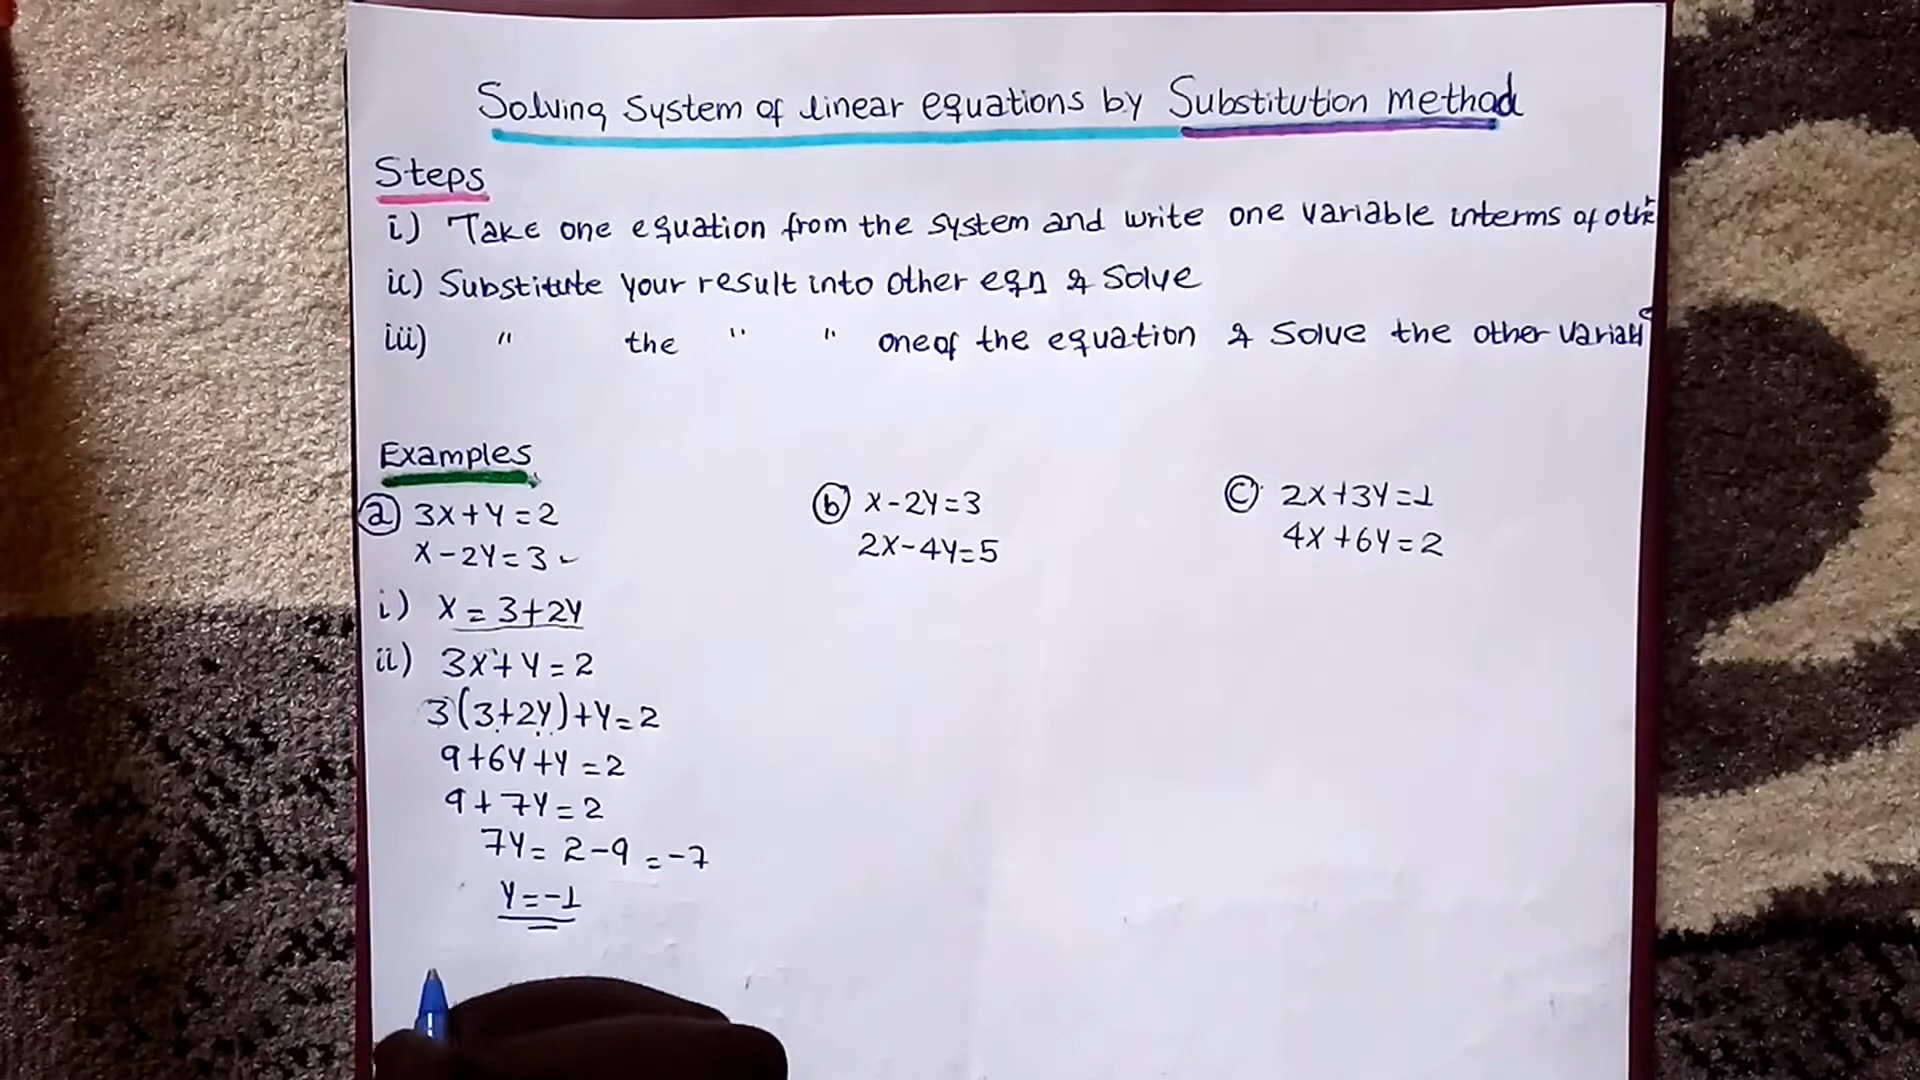 Solving System of linear equations by Substitution method
Steps
i) Take one equation from the system and write one variable interms of othe
ii) Substitute your result into other eqn & Solve
iii) " the " " one of the equation & Solve the other Variable
Examples
(a) 3x+y=2
x-2y=3
i) x=3+2y
ii) 3x+y=2
3(3+2y)+y=2
9+6y+y=2
9+7y=2
7y=2-9=-7
y=-1
(b) x-2y=3
2x-4y=5
(c) 2x+3y=1
4x+6y=2